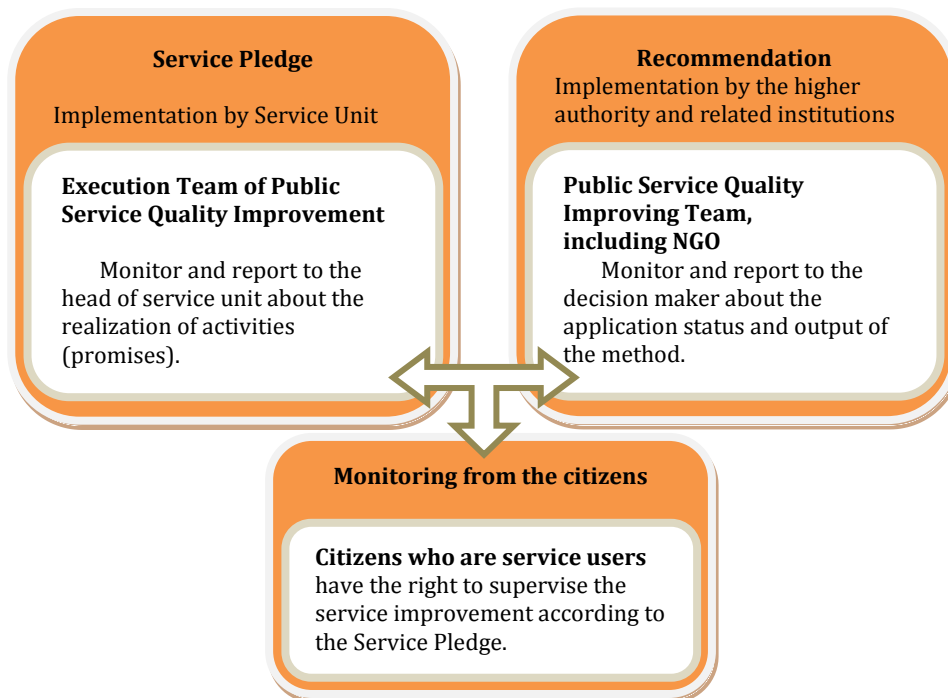 Service Pledge
Implementation by Service Unit
Execution Team of Public
Service Quality Improvement
Monitor and report to the
head of service unit about the
realization of activities
(promises).
Recommendation
Implementation by the higher
authority and related institutions
Public Service Quality
Improving Team,
including NGO
Monitor and report to the
decision maker about the
application status and output of
the method.
Monitoring from the citizens
Citizens who are service users
have the right to supervise the
service improvement according to
the Service Pledge.